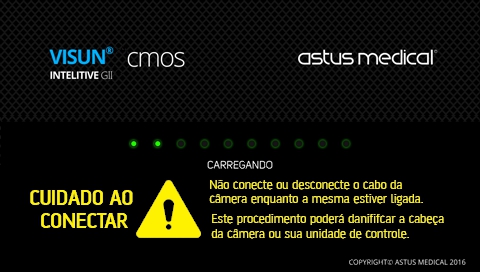 VISUN® cmos
INTELITIVE GII
astus medical®
CARREGANDO
CUIDADO AO
CONECTAR
Não conecte ou desconecte o cabo da
câmera enquanto a mesma estiver ligada.
Este procedimento poderá danififcar a cabeça
da câmera ou sua unidade de controle.
COPYRIGHT© ASTUS MEDICAL 2016